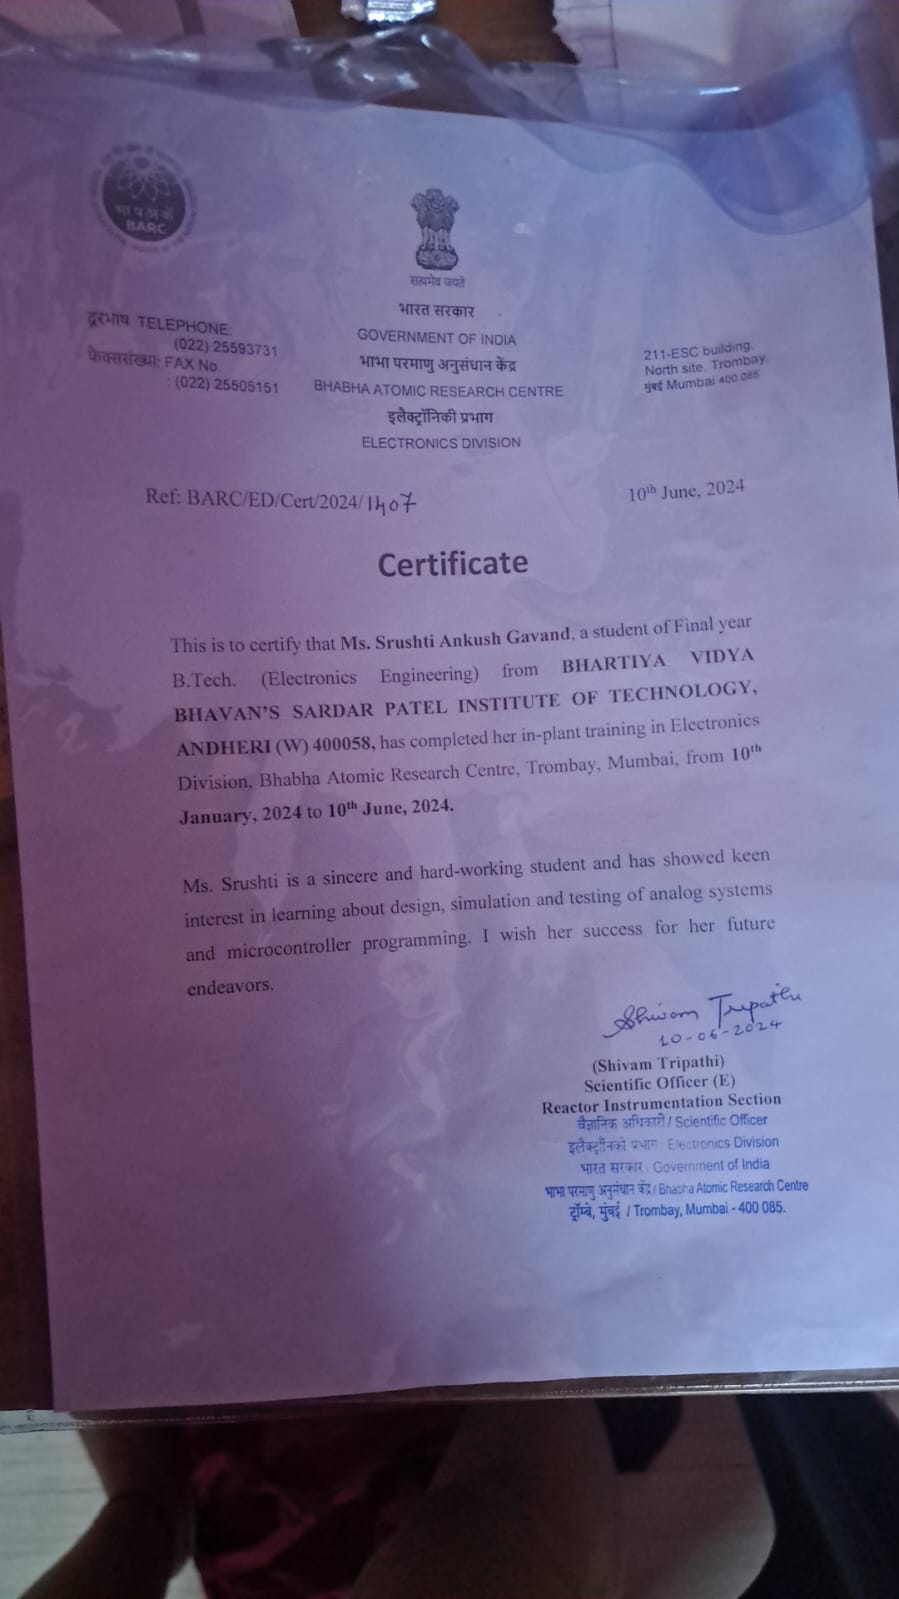 भा प अ कें
BARC
सत्यमेव जयते
दूरभाष TELEPHONE:
(022) 25593731
फेक्ससंख्या: FAX No.
: (022) 25505151
भारत सरकार
GOVERNMENT OF INDIA
भाभा परमाणु अनुसंधान केंद्र
BHABHA ATOMIC RESEARCH CENTRE
इलैक्ट्रॉनिकी प्रभाग
ELECTRONICS DIVISION
211-ESC building,
North site, Trombay,
मुंबई Mumbai 400 085
Ref: BARC/ED/Cert/2024/1407
10th June, 2024
Certificate
This is to certify that Ms. Srushti Ankush Gavand, a student of Final year
B.Tech. (Electronics Engineering) from BHARTIYA VIDYA
BHAVAN'S SARDAR PATEL INSTITUTE OF TECHNOLOGY,
ANDHERI (W) 400058, has completed her in-plant training in Electronics
Division, Bhabha Atomic Research Centre, Trombay, Mumbai, from 10th
January, 2024 to 10th June, 2024.
Ms. Srushti is a sincere and hard-working student and has showed keen
interest in learning about design, simulation and testing of analog systems
and microcontroller programming. I wish her success for her future
endeavors.
Shivam Tripathi
10-06-2024
(Shivam Tripathi)
Scientific Officer (E)
Reactor Instrumentation Section
वैज्ञानिक अधिकारी / Scientific Officer
इलैक्ट्रॉनिकी प्रभाग Electronics Division
भारत सरकार / Government of India
भाभा परमाणु अनुसंधान केंद्र / Bhabha Atomic Research Centre
ट्रॉम्बे, मुंबई / Trombay, Mumbai - 400 085.